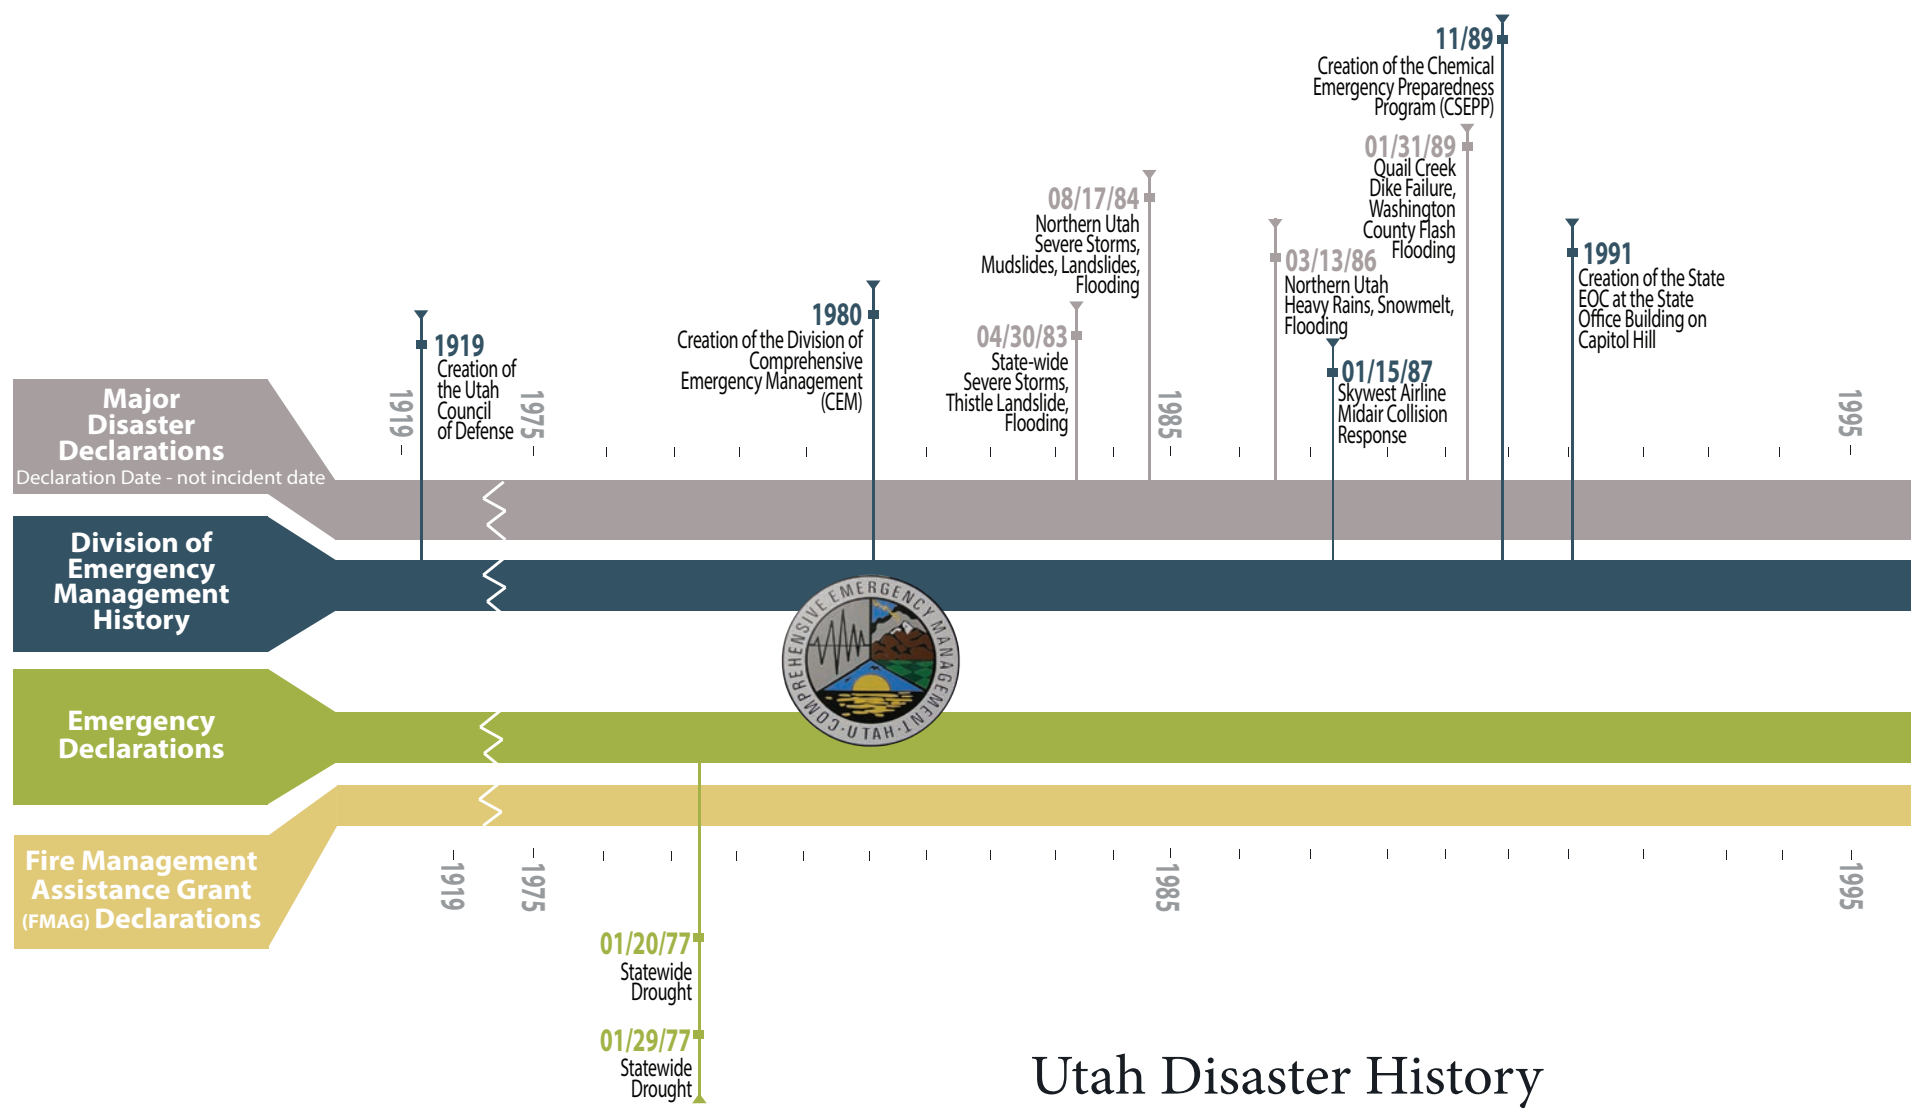 11/89
Creation of the Chemical
Emergency Preparedness
Program (CSEPP)
01/31/89
Quail Creek
Dike Failure,
Washington
County Flash
Flooding
08/17/84
Northern Utah
Severe Storms,
Mudslides, Landslides,
Flooding
03/13/86
Northern Utah
Heavy Rains, Snowmelt,
Flooding
1991
Creation of the State
EOC at the State
Office Building on
Capitol Hill
1980
Creation of the Division of
Comprehensive
Emergency Management
(CEM)
04/30/83
State-wide
Severe Storms,
Thistle Landslide,
Flooding
1919
Creation of
the Utah
Council
of Defense
01/15/87
Skywest Airline
Midair Collision
Response
1919
1975
1985
1995
Major
Disaster
Declarations
Declaration Date - not incident date
Division of
Emergency
Management
History
COMPREHENSIVE EMERGENCY MANAGEMENT
· UTAH ·
Emergency
Declarations
Fire Management
Assistance Grant
(FMAG) Declarations
1919
1975
1985
1995
01/20/77
Statewide
Drought
01/29/77
Statewide
Drought
Utah Disaster History